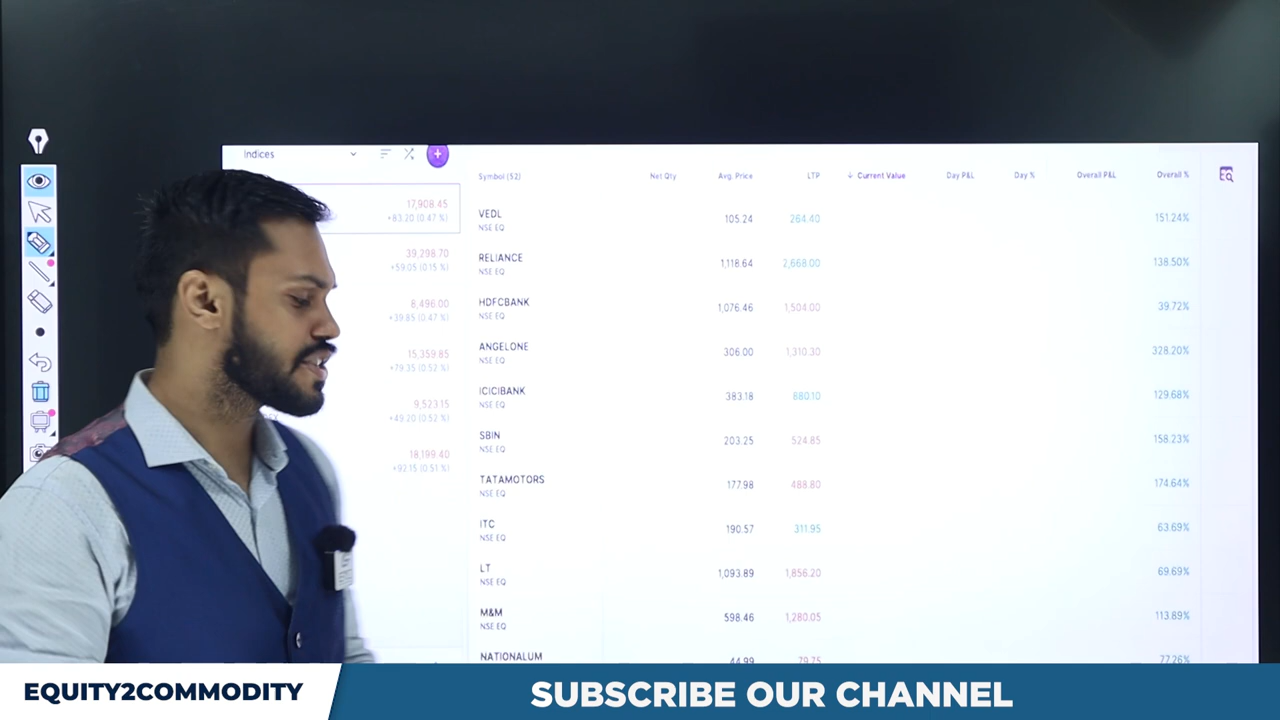 Indices
17,908.45
+83.20 (0.47 %)
39,298.70
+59.05 (0.15 %)
8,496.00
+39.85 (0.47 %)
15,359.85
+79.35 (0.52 %)
9,523.15
+49.20 (0.52 %)
18,199.40
+92.15 (0.51 %)
Symbol (52) Net Qty Avg. Price LTP ↓ Current Value Day P&L Day % Overall P&L Overall %
VEDL 105.24 264.40 151.24%
NSE EQ
RELIANCE 1,118.64 2,668.00 138.50%
NSE EQ
HDFCBANK 1,076.46 1,504.00 39.72%
NSE EQ
ANGELONE 306.00 1,310.30 328.20%
NSE EQ
ICICIBANK 383.18 880.10 129.68%
NSE EQ
SBIN 203.25 524.85 158.23%
NSE EQ
TATAMOTORS 177.98 488.80 174.64%
NSE EQ
ITC 190.57 311.95 63.69%
NSE EQ
LT 1,093.89 1,856.20 69.69%
NSE EQ
M&M 598.46 1,280.05 113.89%
NSE EQ
NATIONALUM 44.99 79.75 77.26%
EQUITY2COMMODITY
SUBSCRIBE OUR CHANNEL